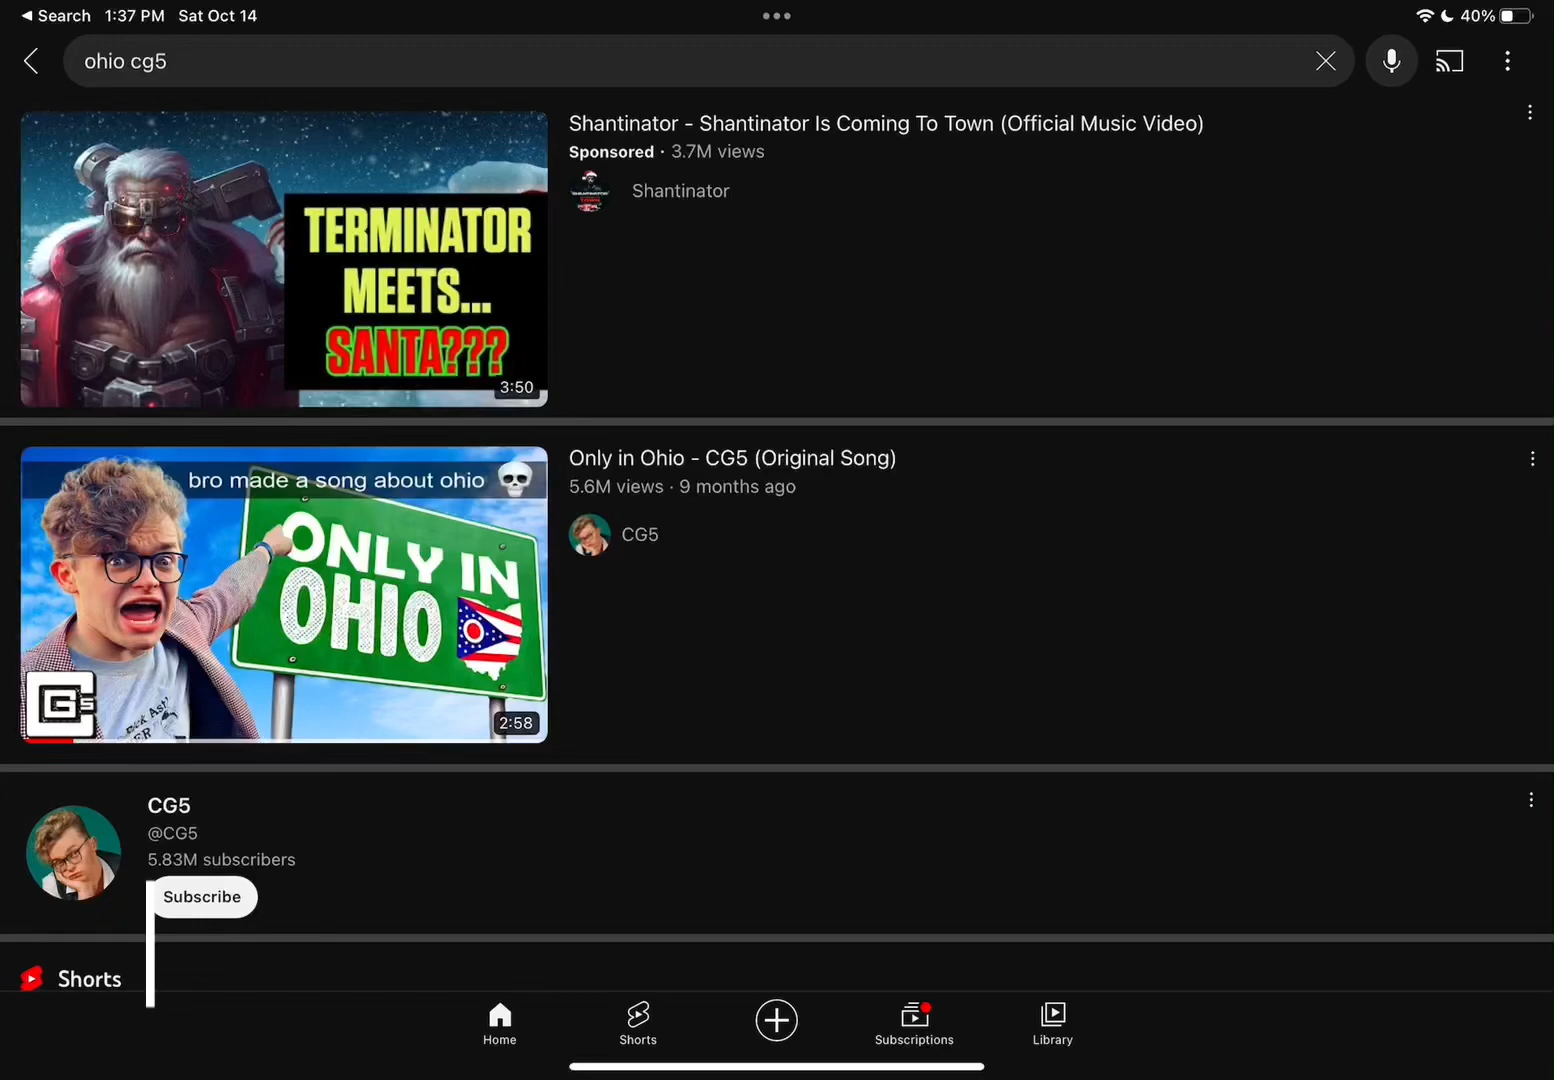 ◀ Search 1:37 PM Sat Oct 14
40%
ohio cg5
TERMINATOR
MEETS...
SANTA???
3:50
Shantinator - Shantinator Is Coming To Town (Official Music Video)
Sponsored · 3.7M views
Shantinator
bro made a song about ohio 💀
ONLY IN
OHIO
CG5
2:58
Only in Ohio - CG5 (Original Song)
5.6M views · 9 months ago
CG5
CG5
@CG5
5.83M subscribers
Subscribe
Shorts
Home
Shorts
Subscriptions
Library